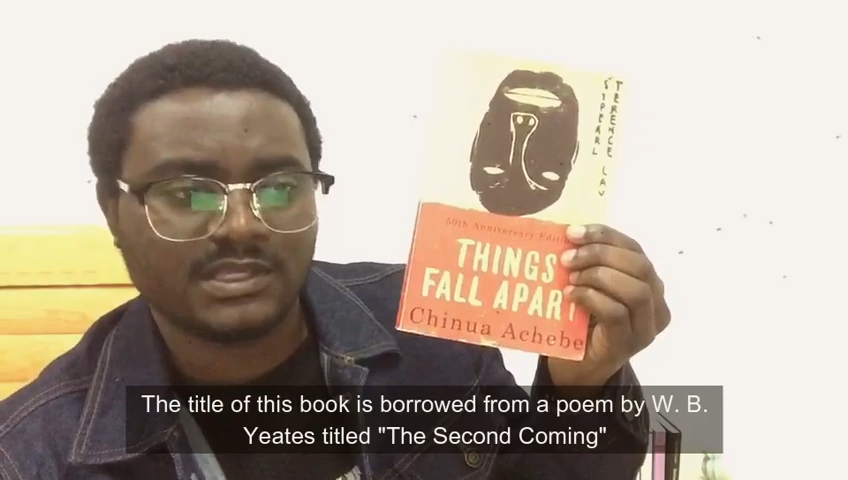 TERENCE
50th Anniversary
THINGS
FALL APART
Chinua Achebe
The title of this book is borrowed from a poem by W. B.
Yeates titled "The Second Coming"